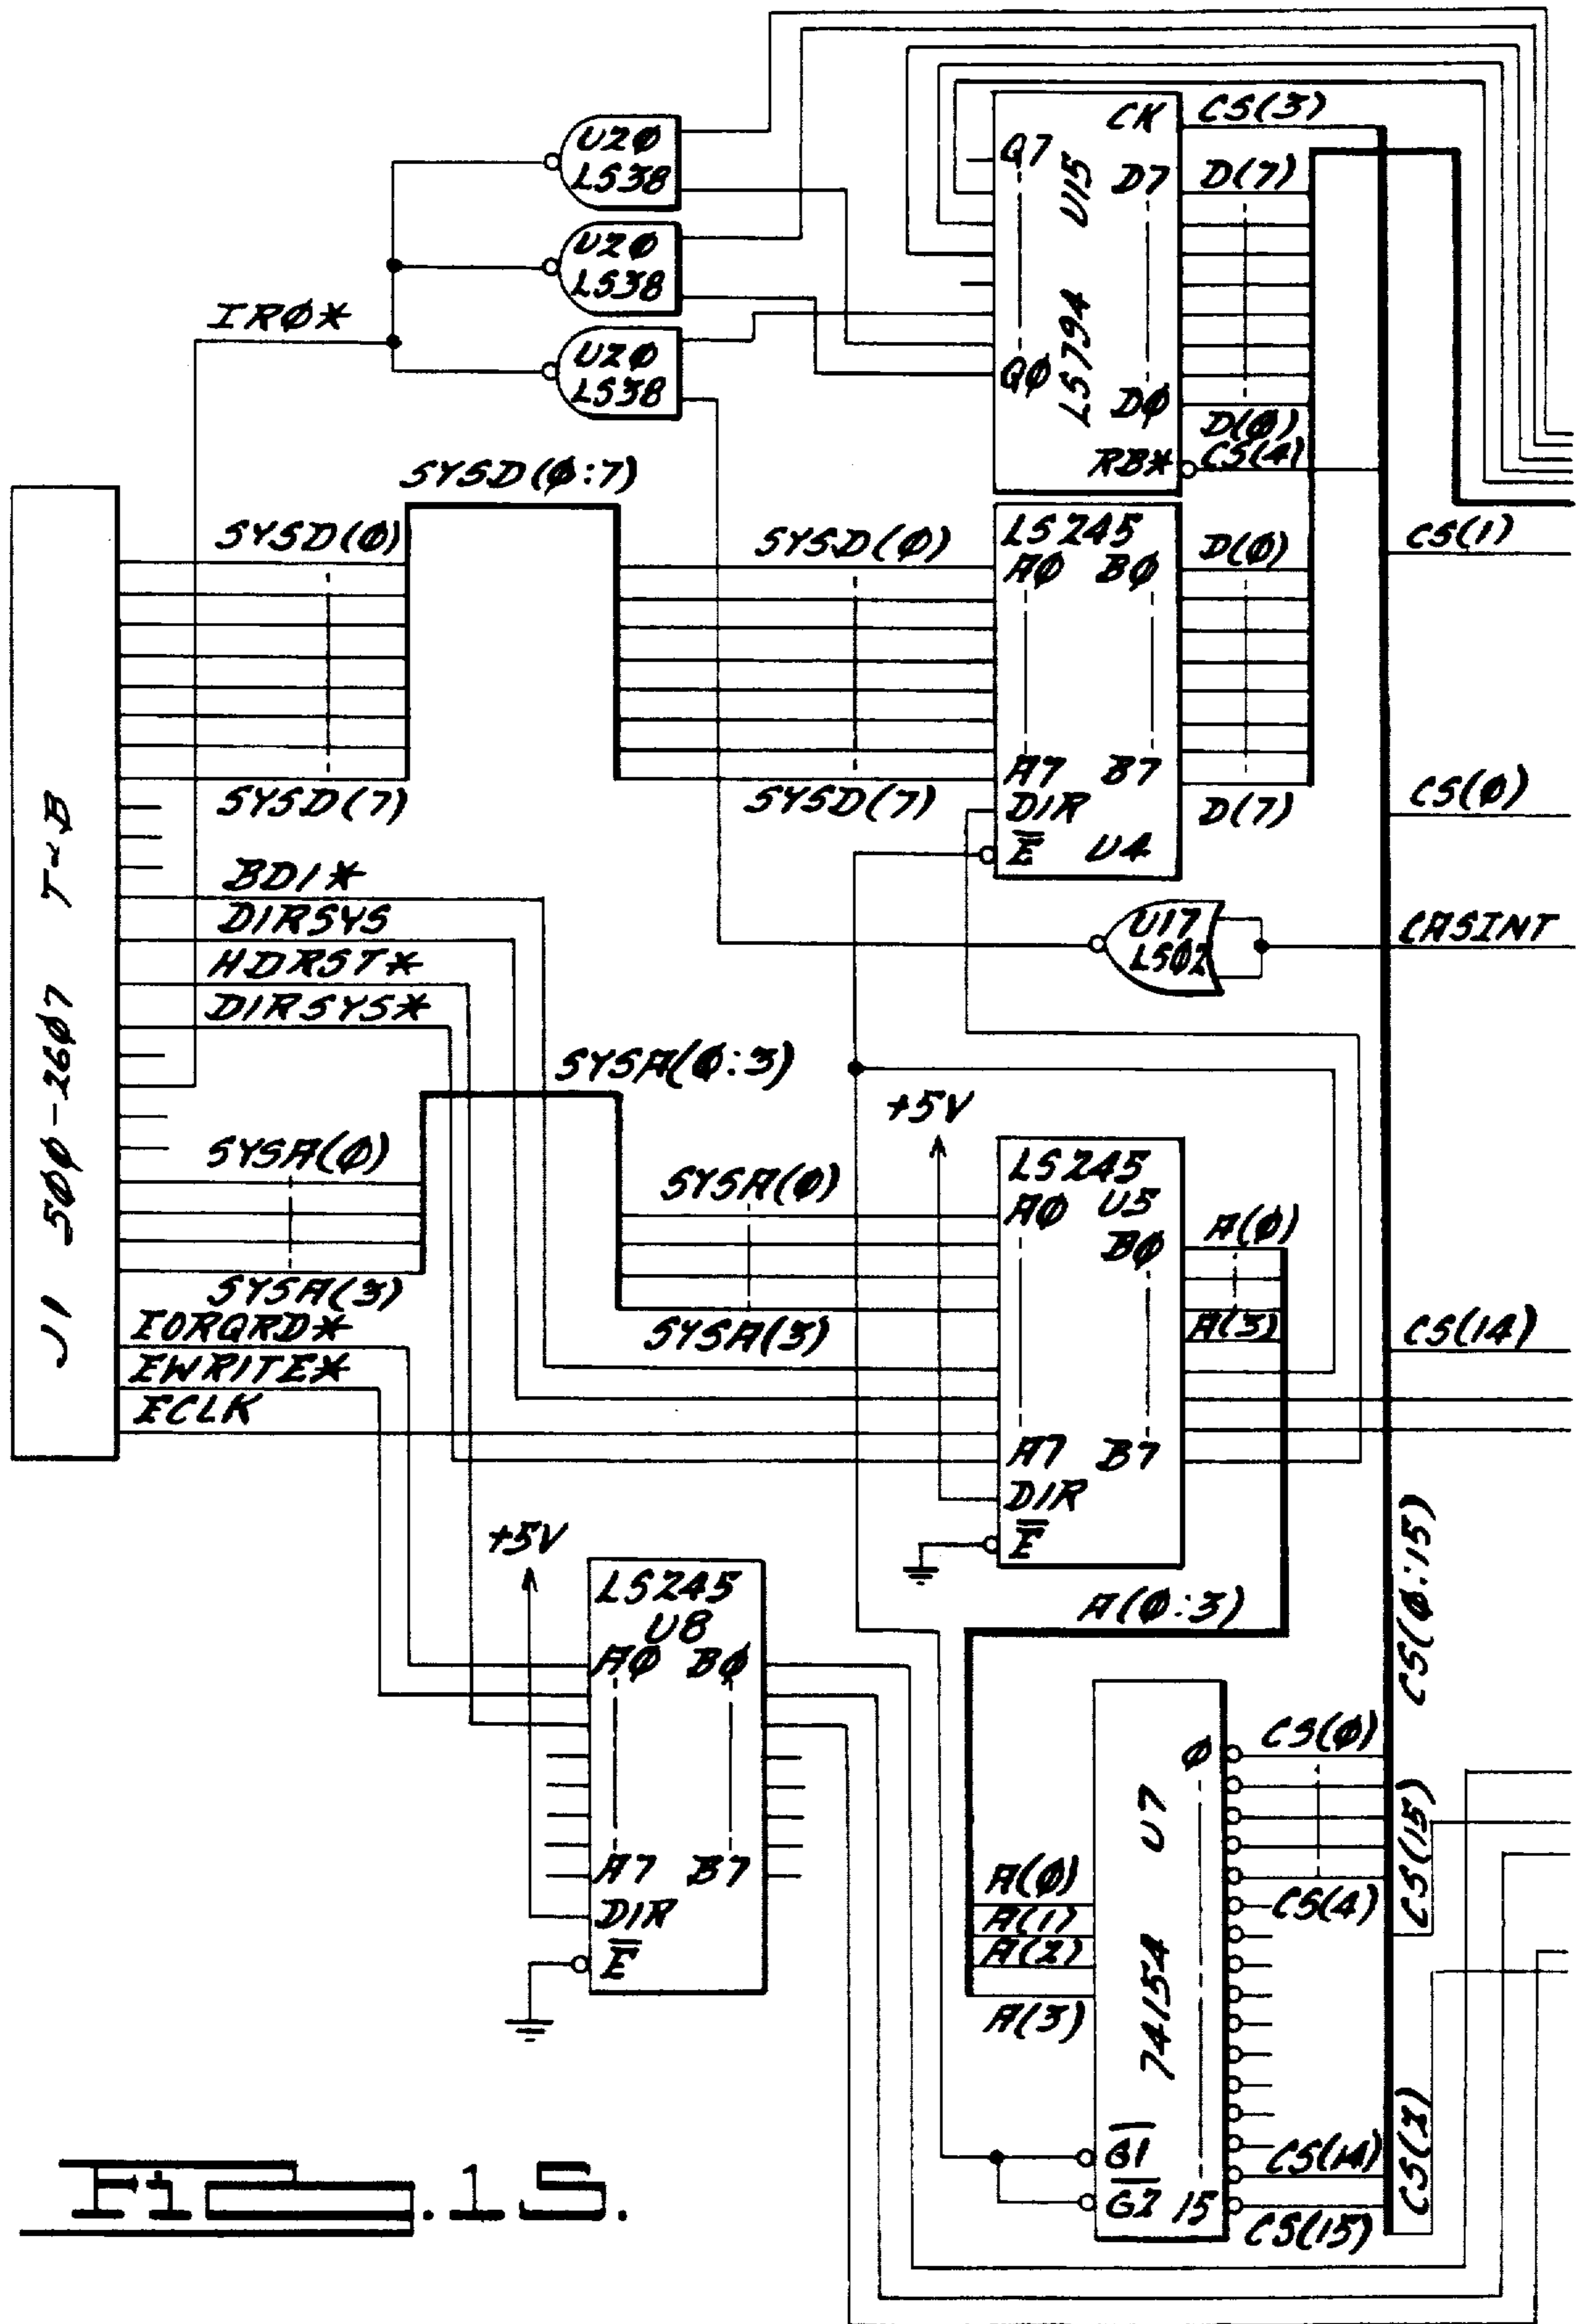 U2Ø
LS38
U2Ø
LS38
U2Ø
LS38
IRØ*
CK
CS(3)
Q7
U15
D7
D(7)
LS794
QØ
DØ
D(Ø)
RB*
CS(4)
SYSD(Ø:7)
SYSD(Ø)
SYSD(7)
SYSD(Ø)
SYSD(7)
LS245
AØ BØ
A7 B7
DIR
E U4
D(Ø)
D(7)
CS(1)
CS(Ø)
J1 5ØØ-26Ø7 T-B
BDI*
DIRSYS
HDRST*
DIRSYS*
U17
LSØ2
CASINT
SYSA(Ø:3)
SYSA(Ø)
SYSA(3)
SYSA(Ø)
SYSA(3)
+5V
LS245
AØ U5
BØ
A7 B7
DIR
E
A(Ø)
A(3)
CS(14)
IORQRD*
EWRITE*
ECLK
A(Ø:3)
CS(Ø:15)
+5V
LS245
U8
AØ BØ
A7 B7
DIR
E
A(Ø)
A(1)
A(2)
A(3)
U7
74154
Ø
G1
G2 15
CS(Ø)
CS(4)
CS(14)
CS(15)
CS(15)
CS(2)
Fig.15.